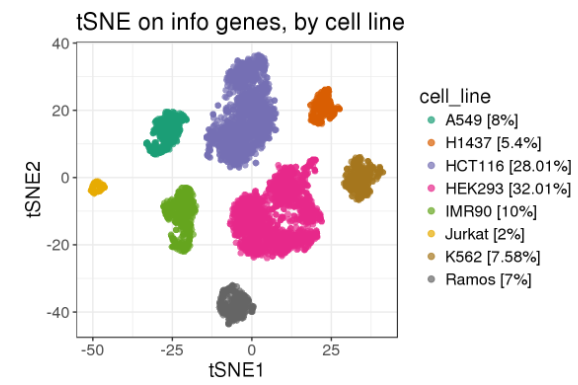 tSNE on info genes, by cell line
40
20
0
-20
-40
tSNE2
-50 -25 0 25
tSNE1
cell_line
A549 [8%]
H1437 [5.4%]
HCT116 [28.01%]
HEK293 [32.01%]
IMR90 [10%]
Jurkat [2%]
K562 [7.58%]
Ramos [7%]